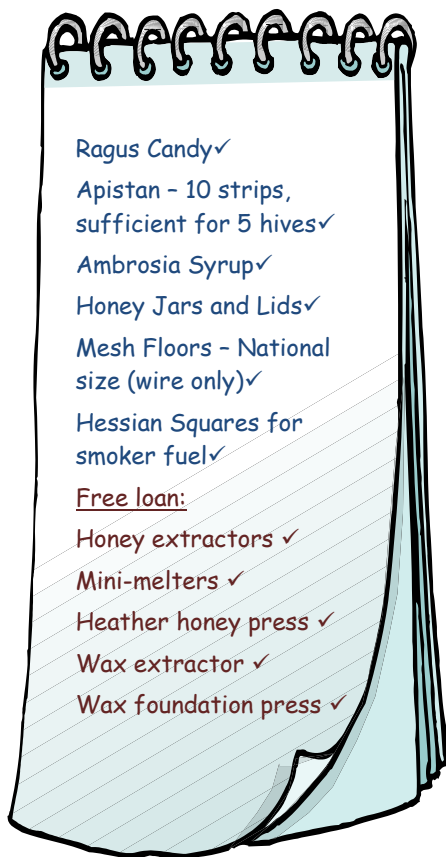 Ragus Candy✓
Apistan – 10 strips,
sufficient for 5 hives✓
Ambrosia Syrup✓
Honey Jars and Lids✓
Mesh Floors – National
size (wire only)✓
Hessian Squares for
smoker fuel✓
Free loan:
Honey extractors ✓
Mini-melters ✓
Heather honey press ✓
Wax extractor ✓
Wax foundation press ✓